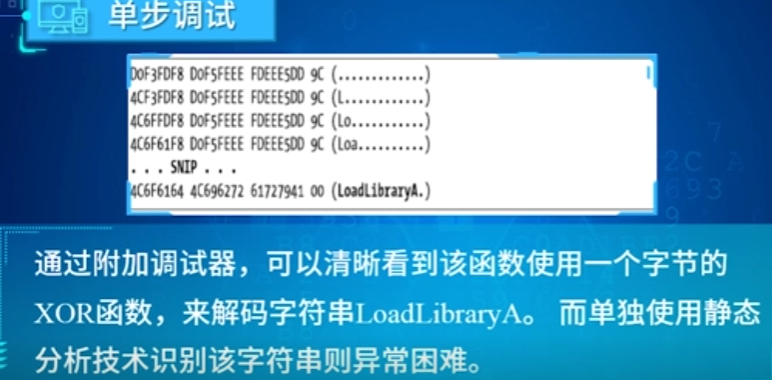 单步调试
D0F3FDF8 D0F5FEEE FDEEE5DD 9C (.............)
4CF3FDF8 D0F5FEEE FDEEE5DD 9C (L............)
4C6FFDF8 D0F5FEEE FDEEE5DD 9C (Lo...........)
4C6F61F8 D0F5FEEE FDEEE5DD 9C (Loa..........)
. . . SNIP . . .
4C6F6164 4C696272 61727941 00 (LoadLibraryA.)
通过附加调试器，可以清晰看到该函数使用一个字节的
XOR函数，来解码字符串LoadLibraryA。 而单独使用静态
分析技术识别该字符串则异常困难。